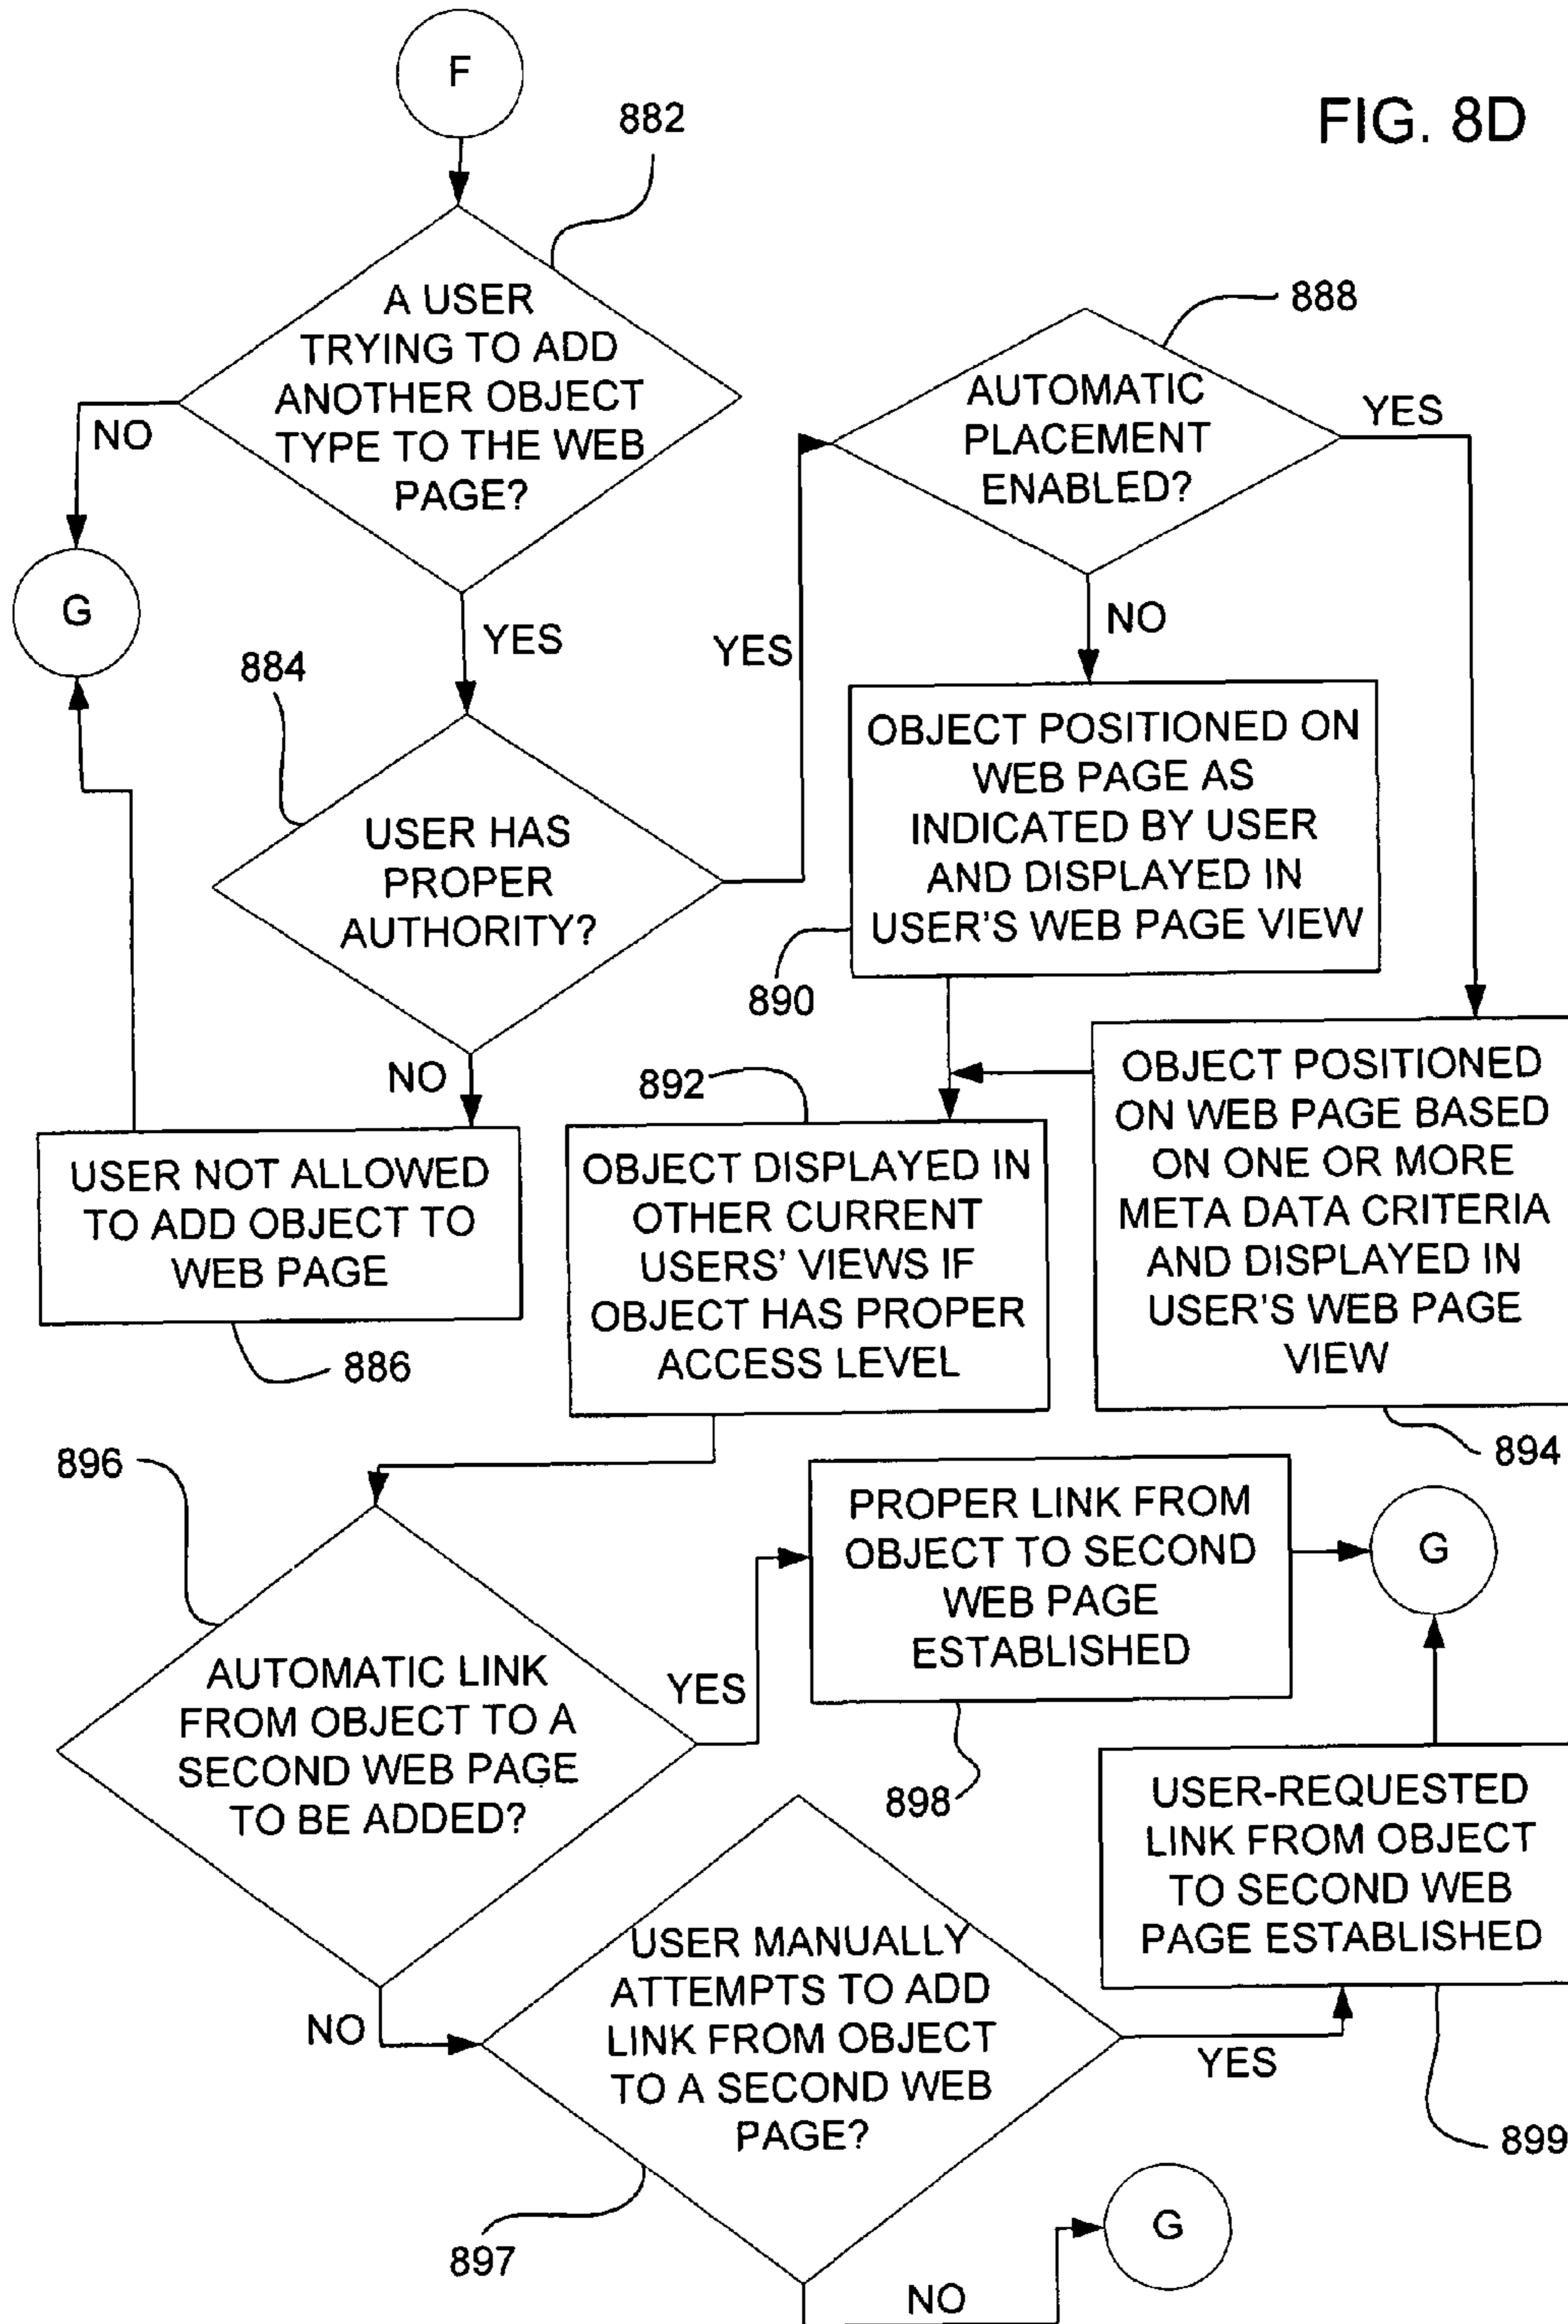 F
882
FIG. 8D
A USER
TRYING TO ADD
ANOTHER OBJECT
TYPE TO THE WEB
PAGE?
NO
G
YES
888
AUTOMATIC
PLACEMENT
ENABLED?
YES
NO
884
USER HAS
PROPER
AUTHORITY?
YES
NO
USER NOT ALLOWED
TO ADD OBJECT TO
WEB PAGE
886
OBJECT POSITIONED ON
WEB PAGE AS
INDICATED BY USER
AND DISPLAYED IN
USER'S WEB PAGE VIEW
890
892
OBJECT DISPLAYED IN
OTHER CURRENT
USERS' VIEWS IF
OBJECT HAS PROPER
ACCESS LEVEL
OBJECT POSITIONED
ON WEB PAGE BASED
ON ONE OR MORE
META DATA CRITERIA
AND DISPLAYED IN
USER'S WEB PAGE
VIEW
894
896
AUTOMATIC LINK
FROM OBJECT TO A
SECOND WEB PAGE
TO BE ADDED?
YES
PROPER LINK FROM
OBJECT TO SECOND
WEB PAGE
ESTABLISHED
898
G
NO
USER MANUALLY
ATTEMPTS TO ADD
LINK FROM OBJECT
TO A SECOND WEB
PAGE?
897
YES
USER-REQUESTED
LINK FROM OBJECT
TO SECOND WEB
PAGE ESTABLISHED
899
NO
G